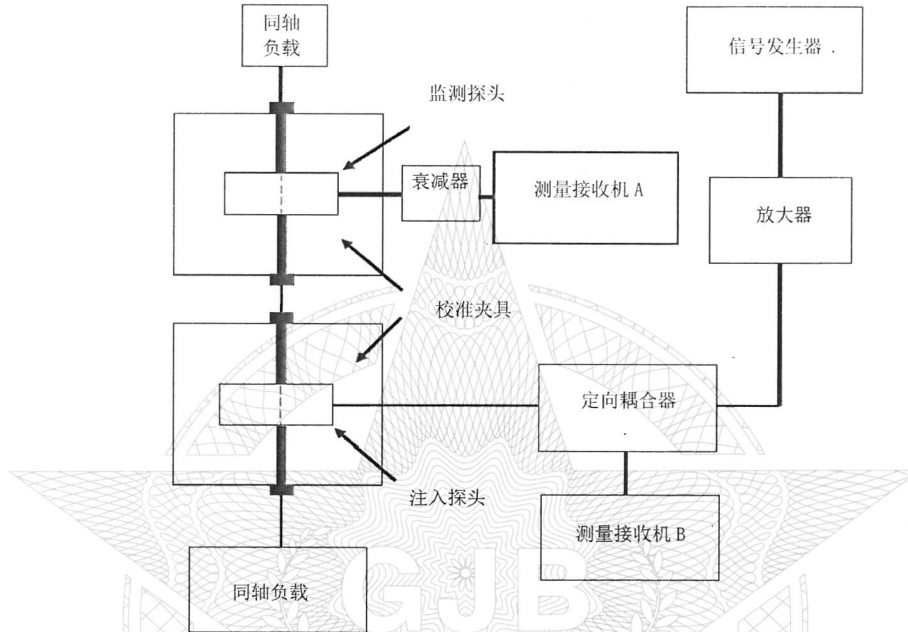 同轴
负载
信号发生器
监测探头
衰减器
测量接收机 A
放大器
校准夹具
定向耦合器
注入探头
测量接收机 B
同轴负载
GJB